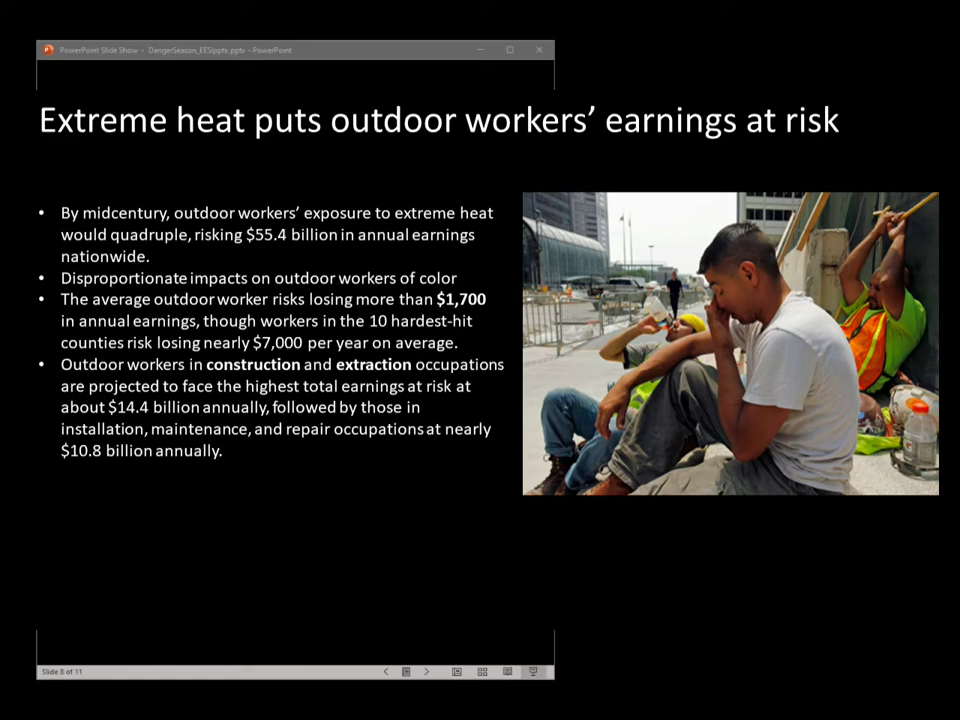 PowerPoint Slide Show - DangerSeason_EESIppts.pptx - PowerPoint
Extreme heat puts outdoor workers’ earnings at risk
• By midcentury, outdoor workers’ exposure to extreme heat
would quadruple, risking $55.4 billion in annual earnings
nationwide.
• Disproportionate impacts on outdoor workers of color
• The average outdoor worker risks losing more than $1,700
in annual earnings, though workers in the 10 hardest-hit
counties risk losing nearly $7,000 per year on average.
• Outdoor workers in construction and extraction occupations
are projected to face the highest total earnings at risk at
about $14.4 billion annually, followed by those in
installation, maintenance, and repair occupations at nearly
$10.8 billion annually.
Slide 8 of 11